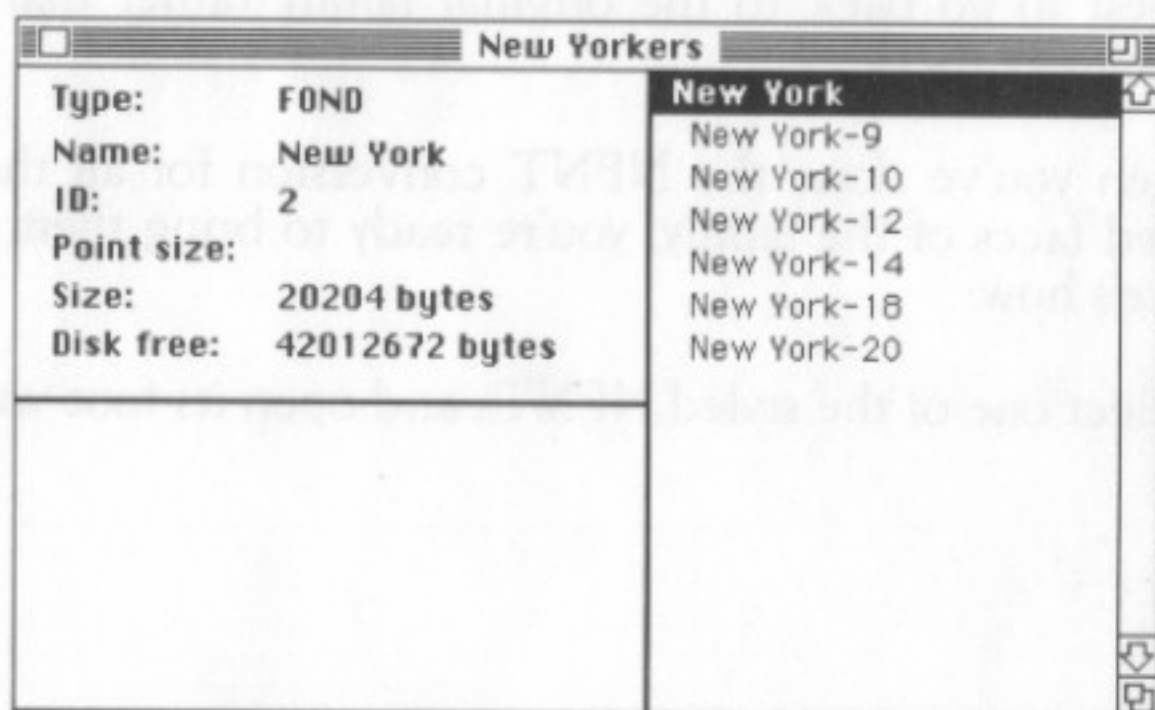 New Yorkers
Type: FOND
Name: New York
ID: 2
Point size:
Size: 20204 bytes
Disk free: 42012672 bytes
New York
New York-9
New York-10
New York-12
New York-14
New York-18
New York-20